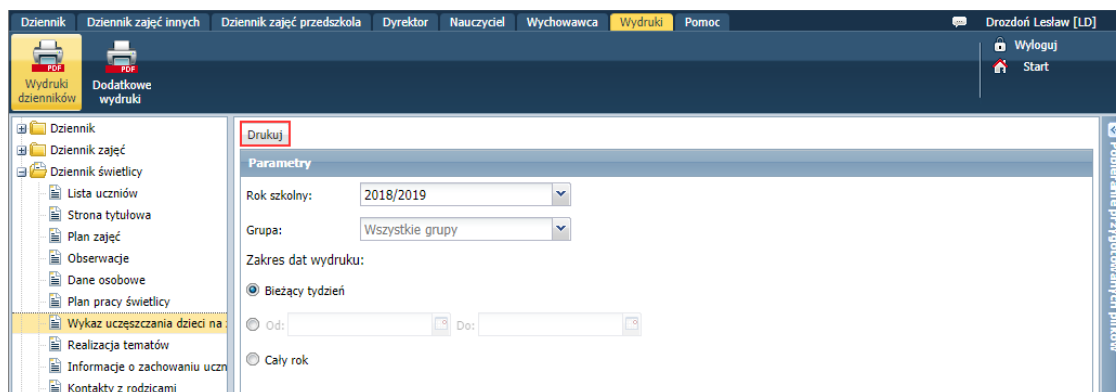 Dziennik Dziennik zajęć innych Dziennik zajęć przedszkola Dyrektor Nauczyciel Wychowawca Wydruki Pomoc Drozdoń Lesław [LD]
PDF
Wydruki
dzienników
PDF
Dodatkowe
wydruki
Wyloguj
Start
Dziennik
Dziennik zajęć
Dziennik świetlicy
Lista uczniów
Strona tytułowa
Plan zajęć
Obserwacje
Dane osobowe
Plan pracy świetlicy
Wykaz uczęszczania dzieci na
Realizacja tematów
Informacje o zachowaniu uczn
Kontakty z rodzicami
Drukuj
Parametry
Rok szkolny: 2018/2019
Grupa: Wszystkie grupy
Zakres dat wydruku:
Bieżący tydzień
Od: Do:
Cały rok
Pobieranie przygotowanych plików